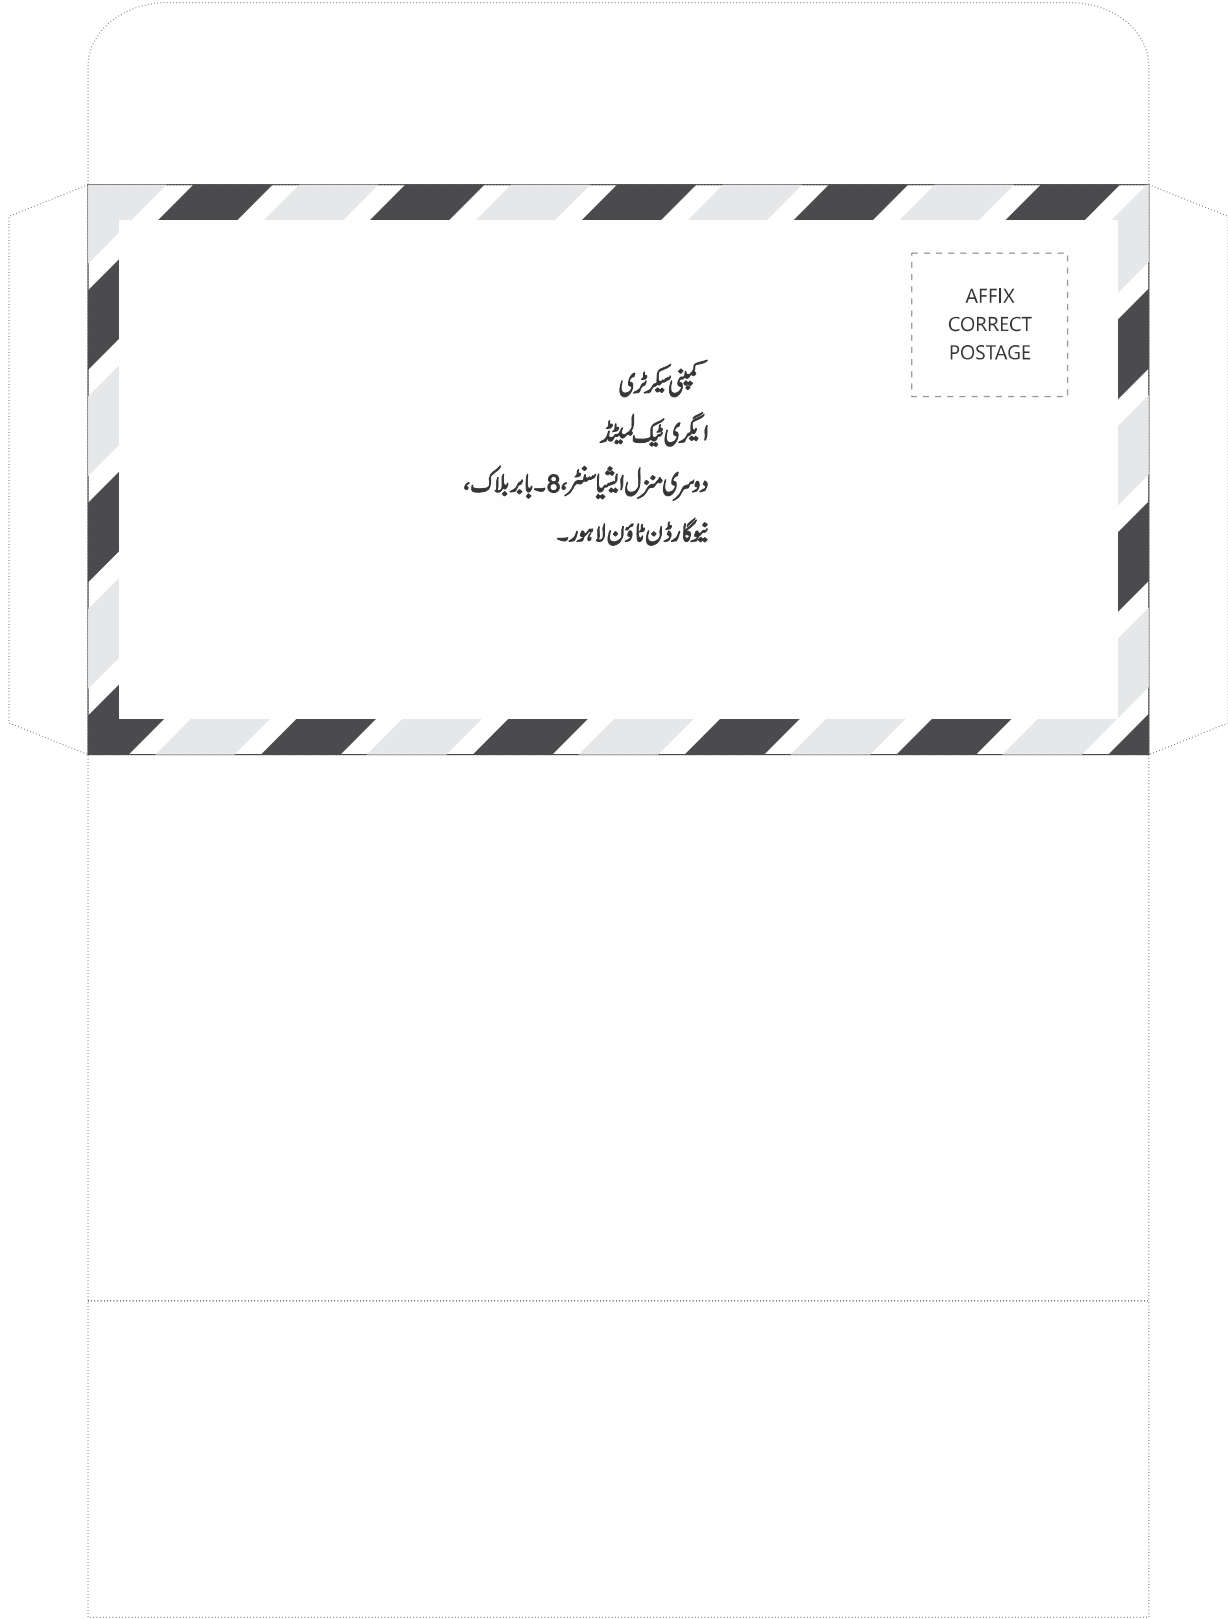 AFFIX
CORRECT
POSTAGE
کمپنی سیکرٹری
ایگری ٹیک لمیٹڈ
دوسری منزل ایشیا سنٹر، 8۔ بابر بلاک،
نیو گارڈن ٹاؤن لاہور۔